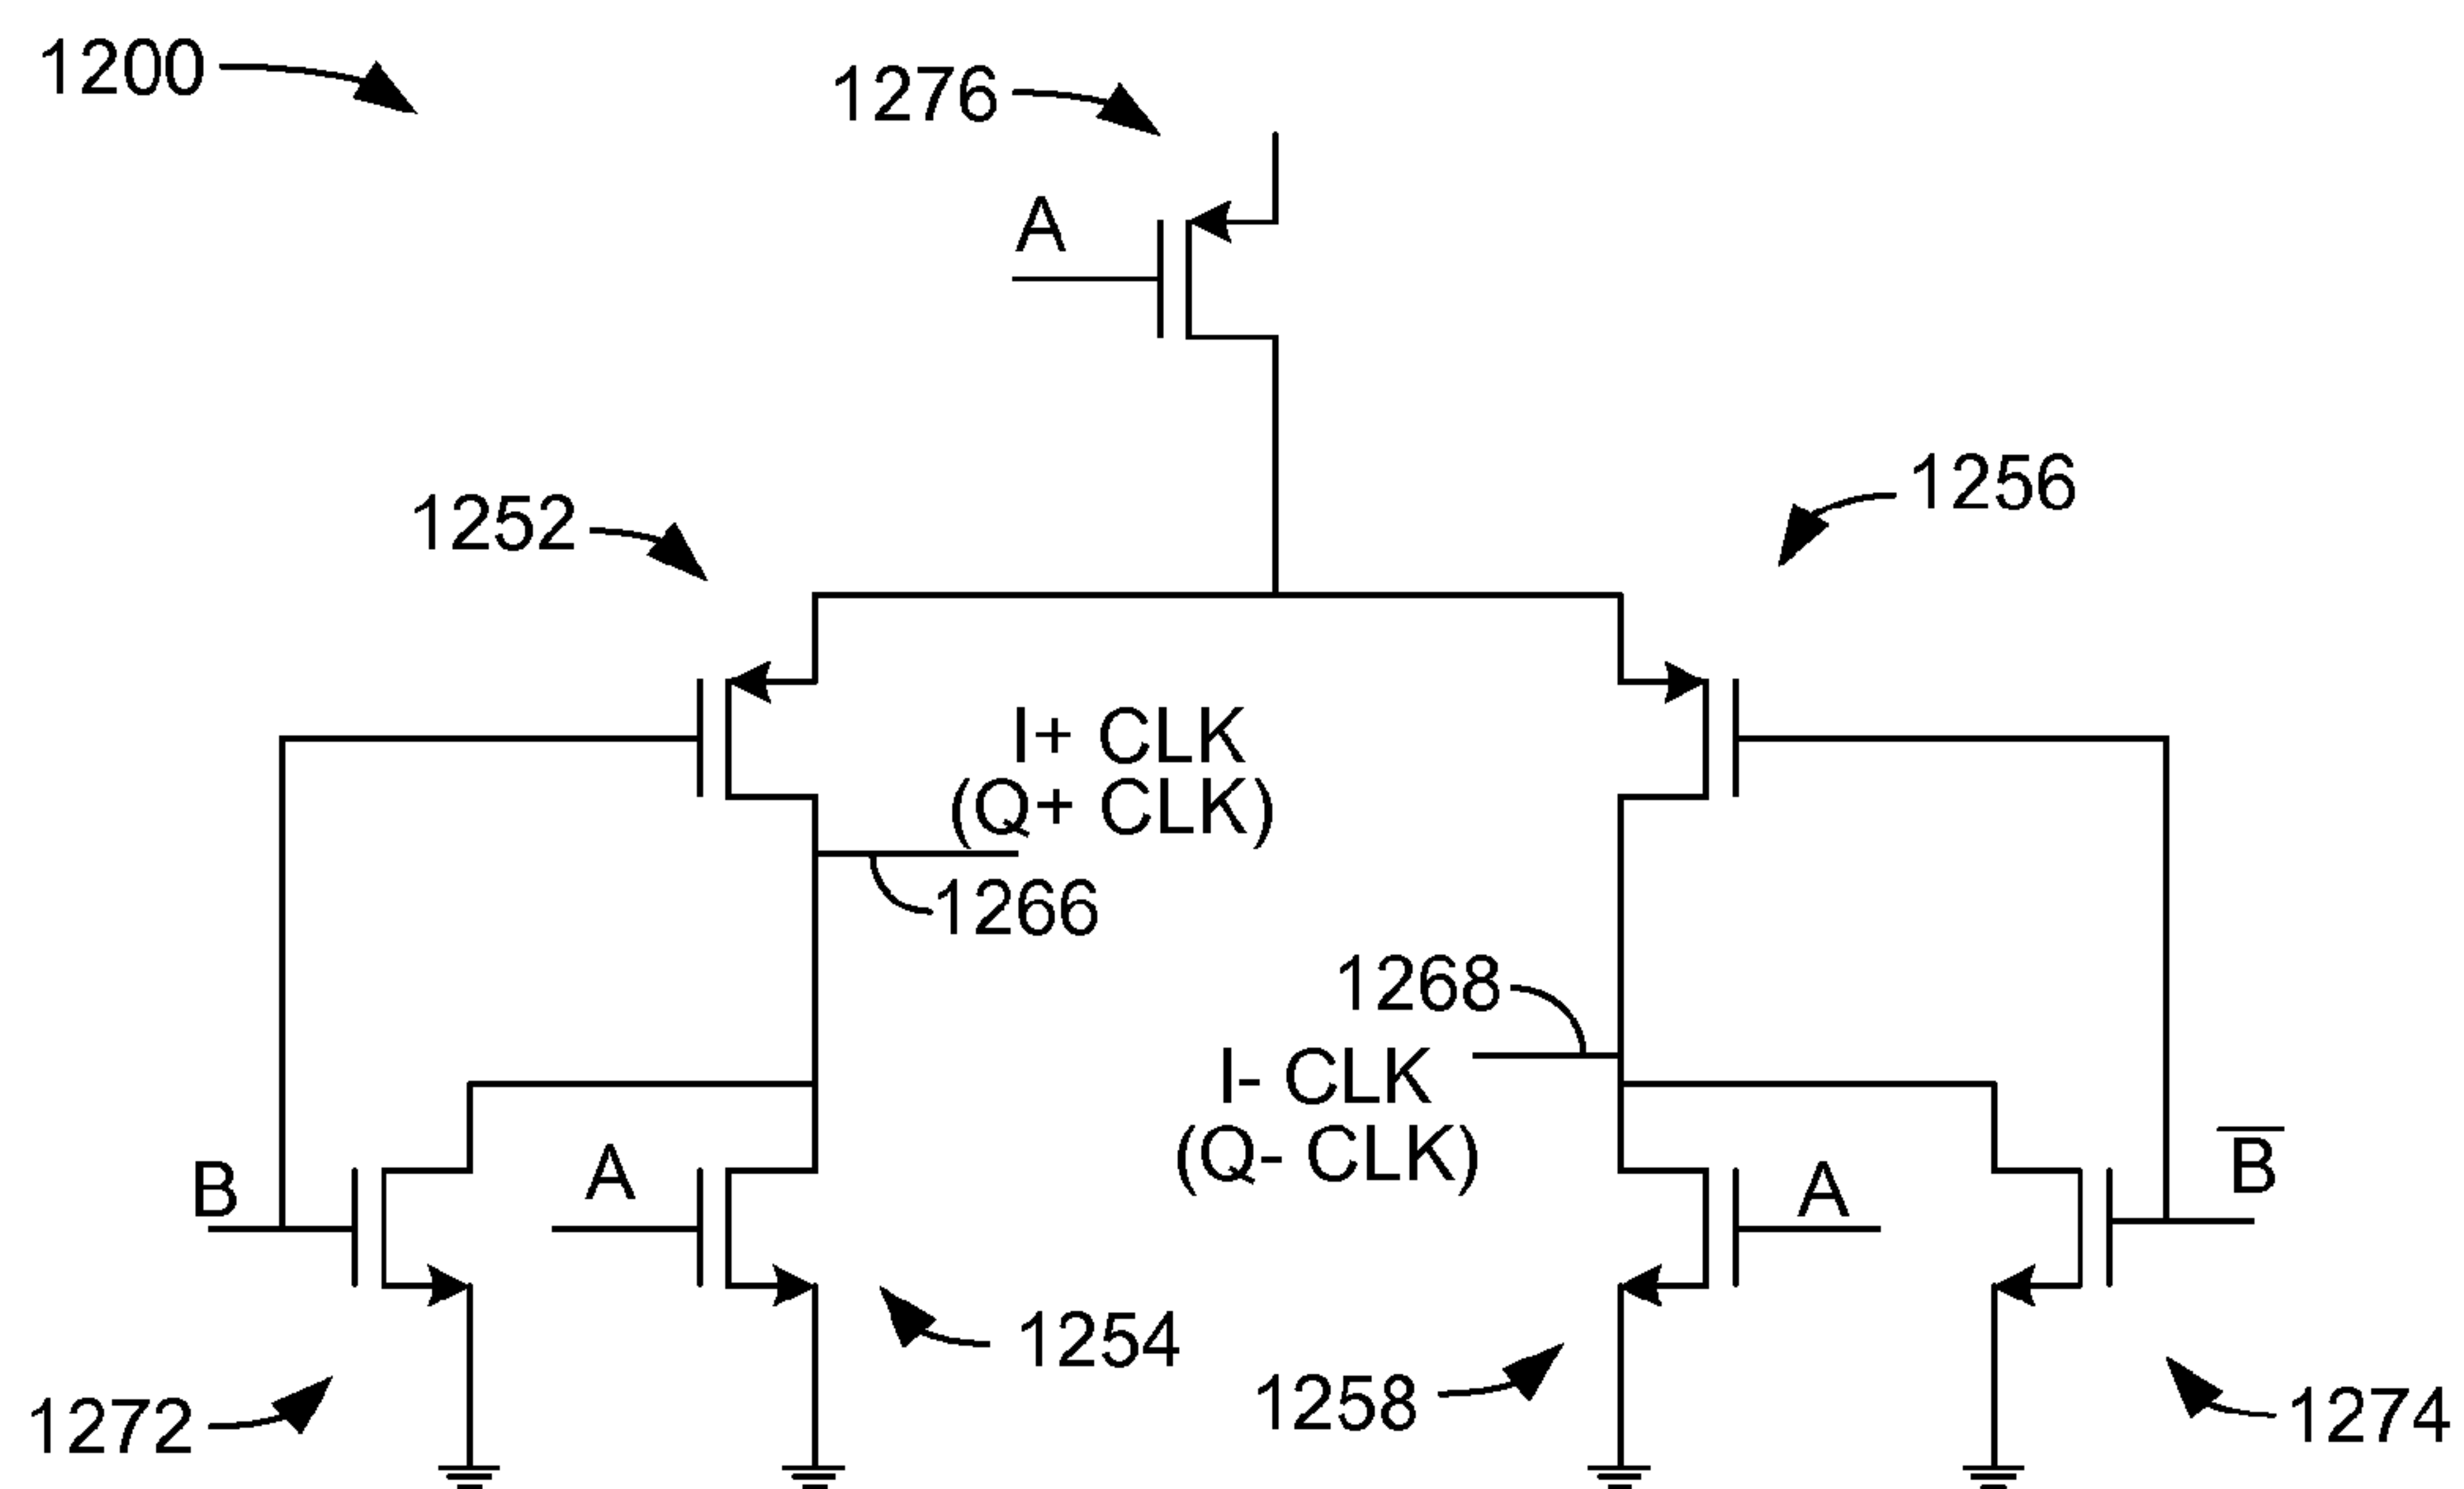 1200
1276
A
1252
1256
I+ CLK
(Q+ CLK)
1266
1268
I- CLK
(Q- CLK)
B
A
A
B̅
1254
1258
1272
1274